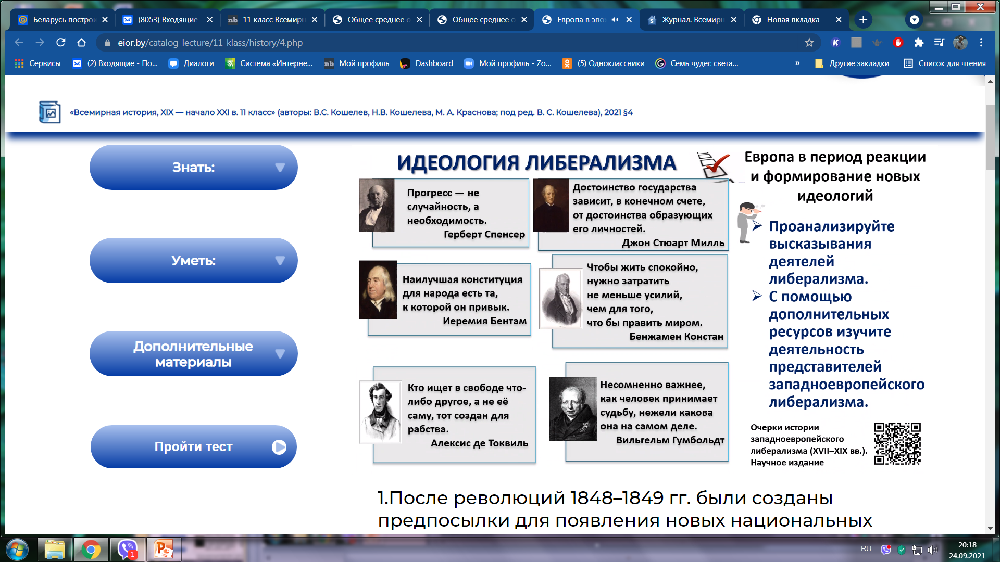 Беларусь построи
(8053) Входящие -
11 класс Всемирн
Общее среднее о
Общее среднее о
Европа в эпо
Журнал. Всемирн
Новая вкладка
eior.by/catalog_lecture/11-klass/history/4.php
Сервисы
(2) Входящие - По...
Диалоги
Система «Интерне...
Мой профиль
Dashboard
Мой профиль - Zo...
(5) Одноклассники
Семь чудес света...
»
Другие закладки
Список для чтения
«Всемирная история, XIX — начало XXI в. 11 класс» (авторы: В.С. Кошелев, Н.В. Кошелева, М. А. Краснова; под ред. В. С. Кошелева), 2021 §4
Знать:
Уметь:
Дополнительные
материалы
Пройти тест
ИДЕОЛОГИЯ ЛИБЕРАЛИЗМА
Прогресс — не
случайность, а
необходимость.
Герберт Спенсер
Достоинство государства
зависит, в конечном счете,
от достоинства образующих
его личностей.
Джон Стюарт Милль
Наилучшая конституция
для народа есть та,
к которой он привык.
Иеремия Бентам
Чтобы жить спокойно,
нужно затратить
не меньше усилий,
чем для того,
что бы править миром.
Бенжамен Констан
Кто ищет в свободе что-
либо другое, а не её
саму, тот создан для
рабства.
Алексис де Токвиль
Несомненно важнее,
как человек принимает
судьбу, нежели какова
она на самом деле.
Вильгельм Гумбольдт
Европа в период реакции
и формирование новых
идеологий
Проанализируйте
высказывания
деятелей
либерализма.
С помощью
дополнительных
ресурсов изучите
деятельность
представителей
западноевропейского
либерализма.
Очерки истории
западноевропейского
либерализма (XVII–XIX вв.).
Научное издание
1.После революций 1848–1849 гг. были созданы
предпосылки для появления новых национальных
1
RU
20:18
24.09.2021